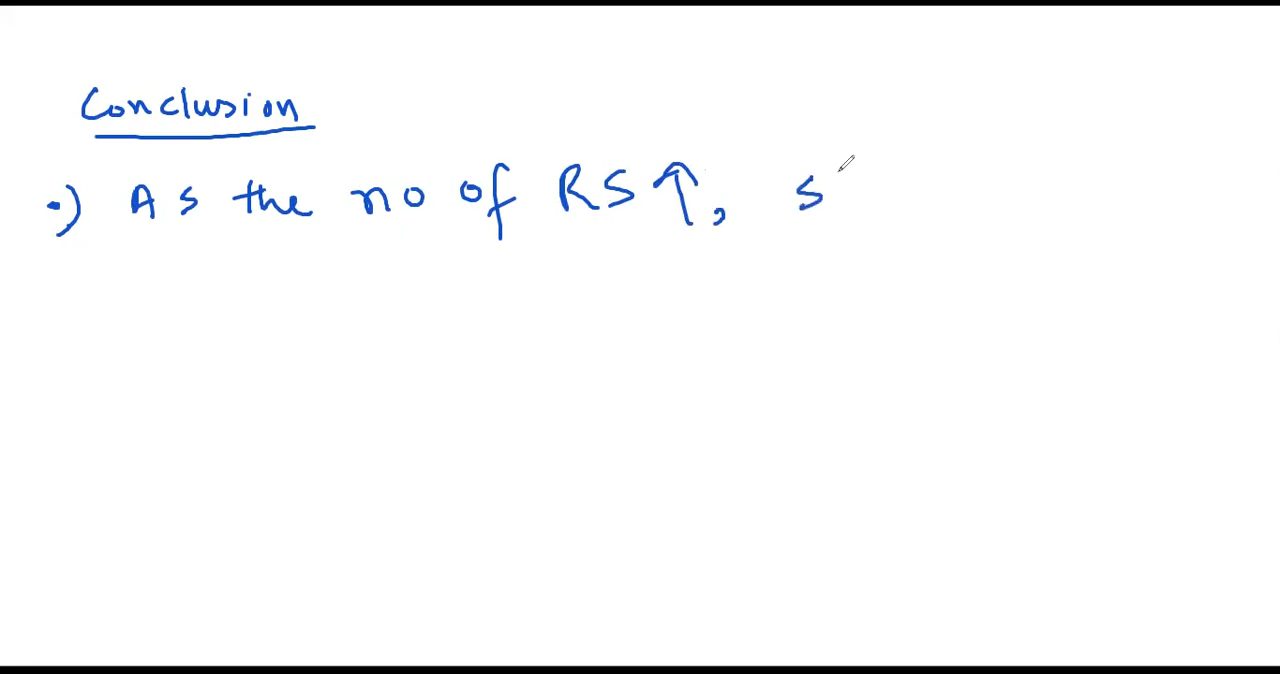 Conclusion
•) As the no of RS↑, s